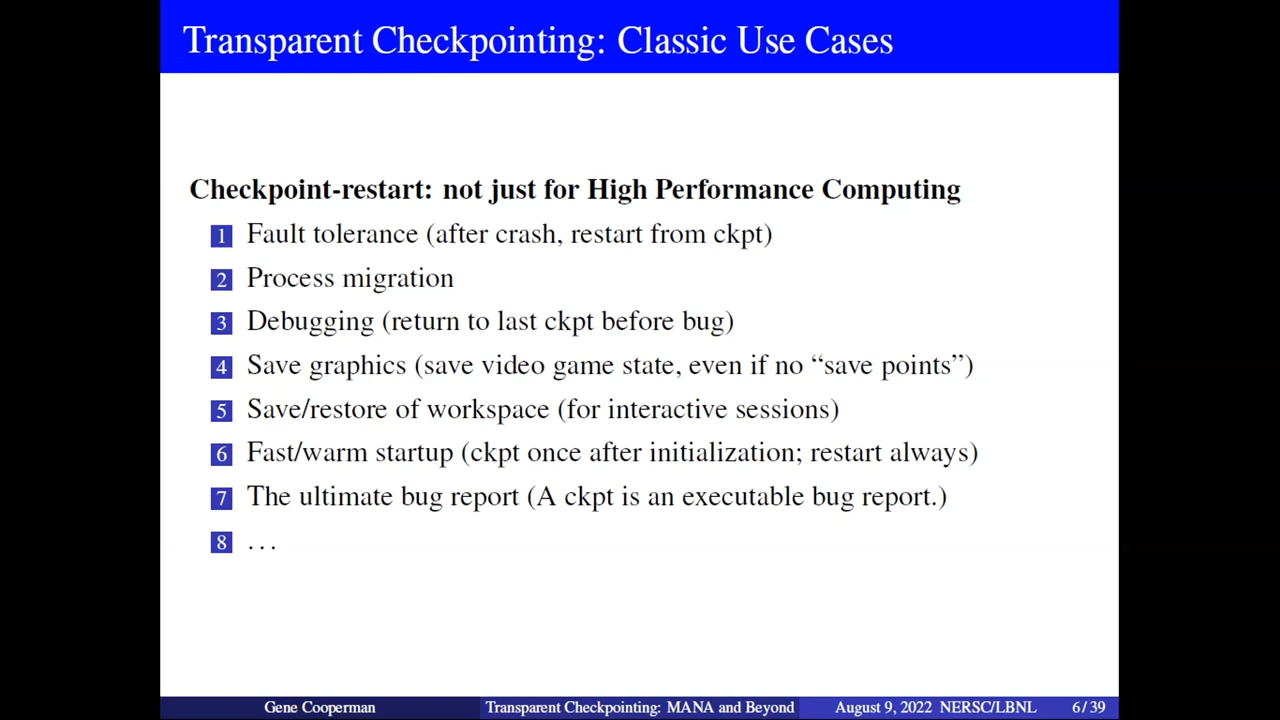 Transparent Checkpointing: Classic Use Cases
Checkpoint-restart: not just for High Performance Computing
1 Fault tolerance (after crash, restart from ckpt)
2 Process migration
3 Debugging (return to last ckpt before bug)
4 Save graphics (save video game state, even if no “save points”)
5 Save/restore of workspace (for interactive sessions)
6 Fast/warm startup (ckpt once after initialization; restart always)
7 The ultimate bug report (A ckpt is an executable bug report.)
8 . . .
Gene Cooperman Transparent Checkpointing: MANA and Beyond August 9, 2022 NERSC/LBNL 6 / 39